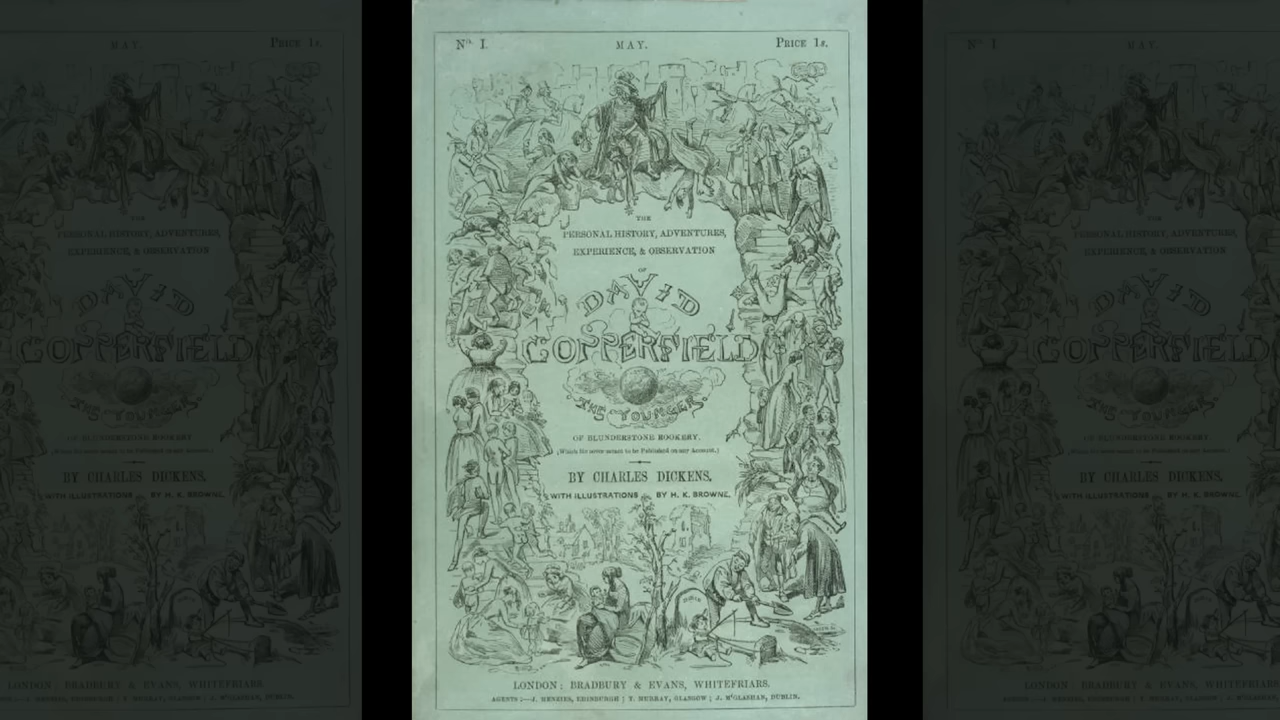 No. I. MAY. PRICE 1s.
THE
PERSONAL HISTORY, ADVENTURES,
EXPERIENCE, & OBSERVATION
OF
DAVID
COPPERFIELD
THE YOUNGER.
OF BLUNDERSTONE ROOKERY.
(Which He never meant to be Published on any Account.)
BY CHARLES DICKENS.
WITH ILLUSTRATIONS BY H. K. BROWNE.
LONDON: BRADBURY & EVANS, WHITEFRIARS.
AGENTS:—J. MENZIES, EDINBURGH; T. MURRAY, GLASGOW; J. McGLASHAN, DUBLIN.